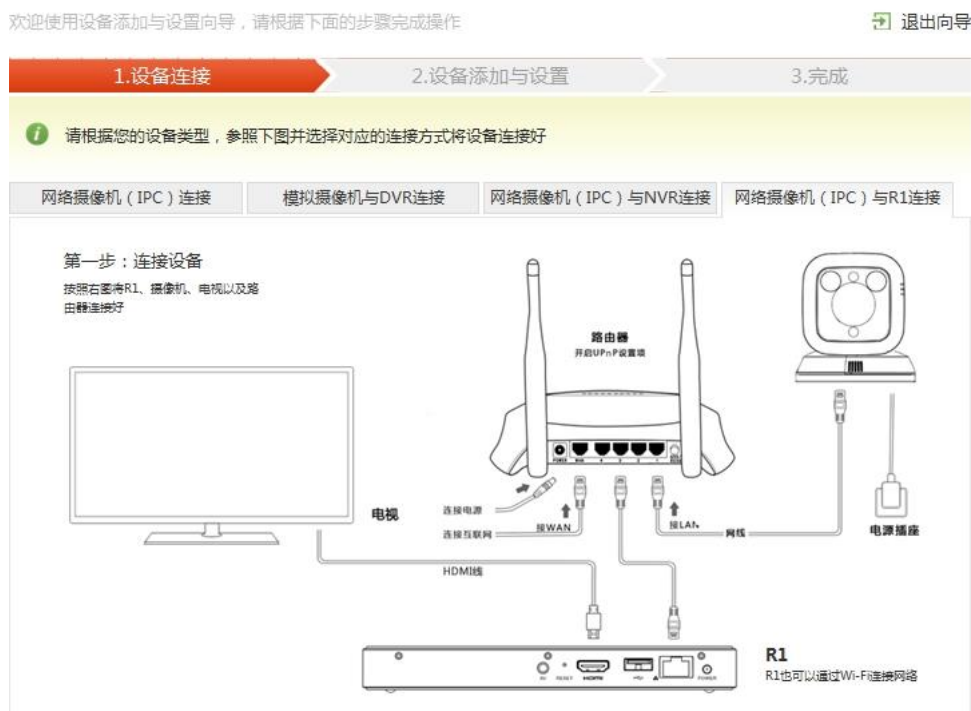 欢迎使用设备添加与设置向导，请根据下面的步骤完成操作
退出向导
1.设备连接
2.设备添加与设置
3.完成
请根据您的设备类型，参照下图并选择对应的连接方式将设备连接好
网络摄像机（IPC）连接
模拟摄像机与DVR连接
网络摄像机（IPC）与NVR连接
网络摄像机（IPC）与R1连接
第一步：连接设备
按照右图将R1、摄像机、电视以及路
由器连接好
路由器
开启UPnP设置项
POWER
WAN
电视
连接电源
连接互联网
接WAN
接LAN
网线
电源插座
HDMI线
RESET
HDMI
POWER
R1
R1也可以通过Wi-Fi连接网络